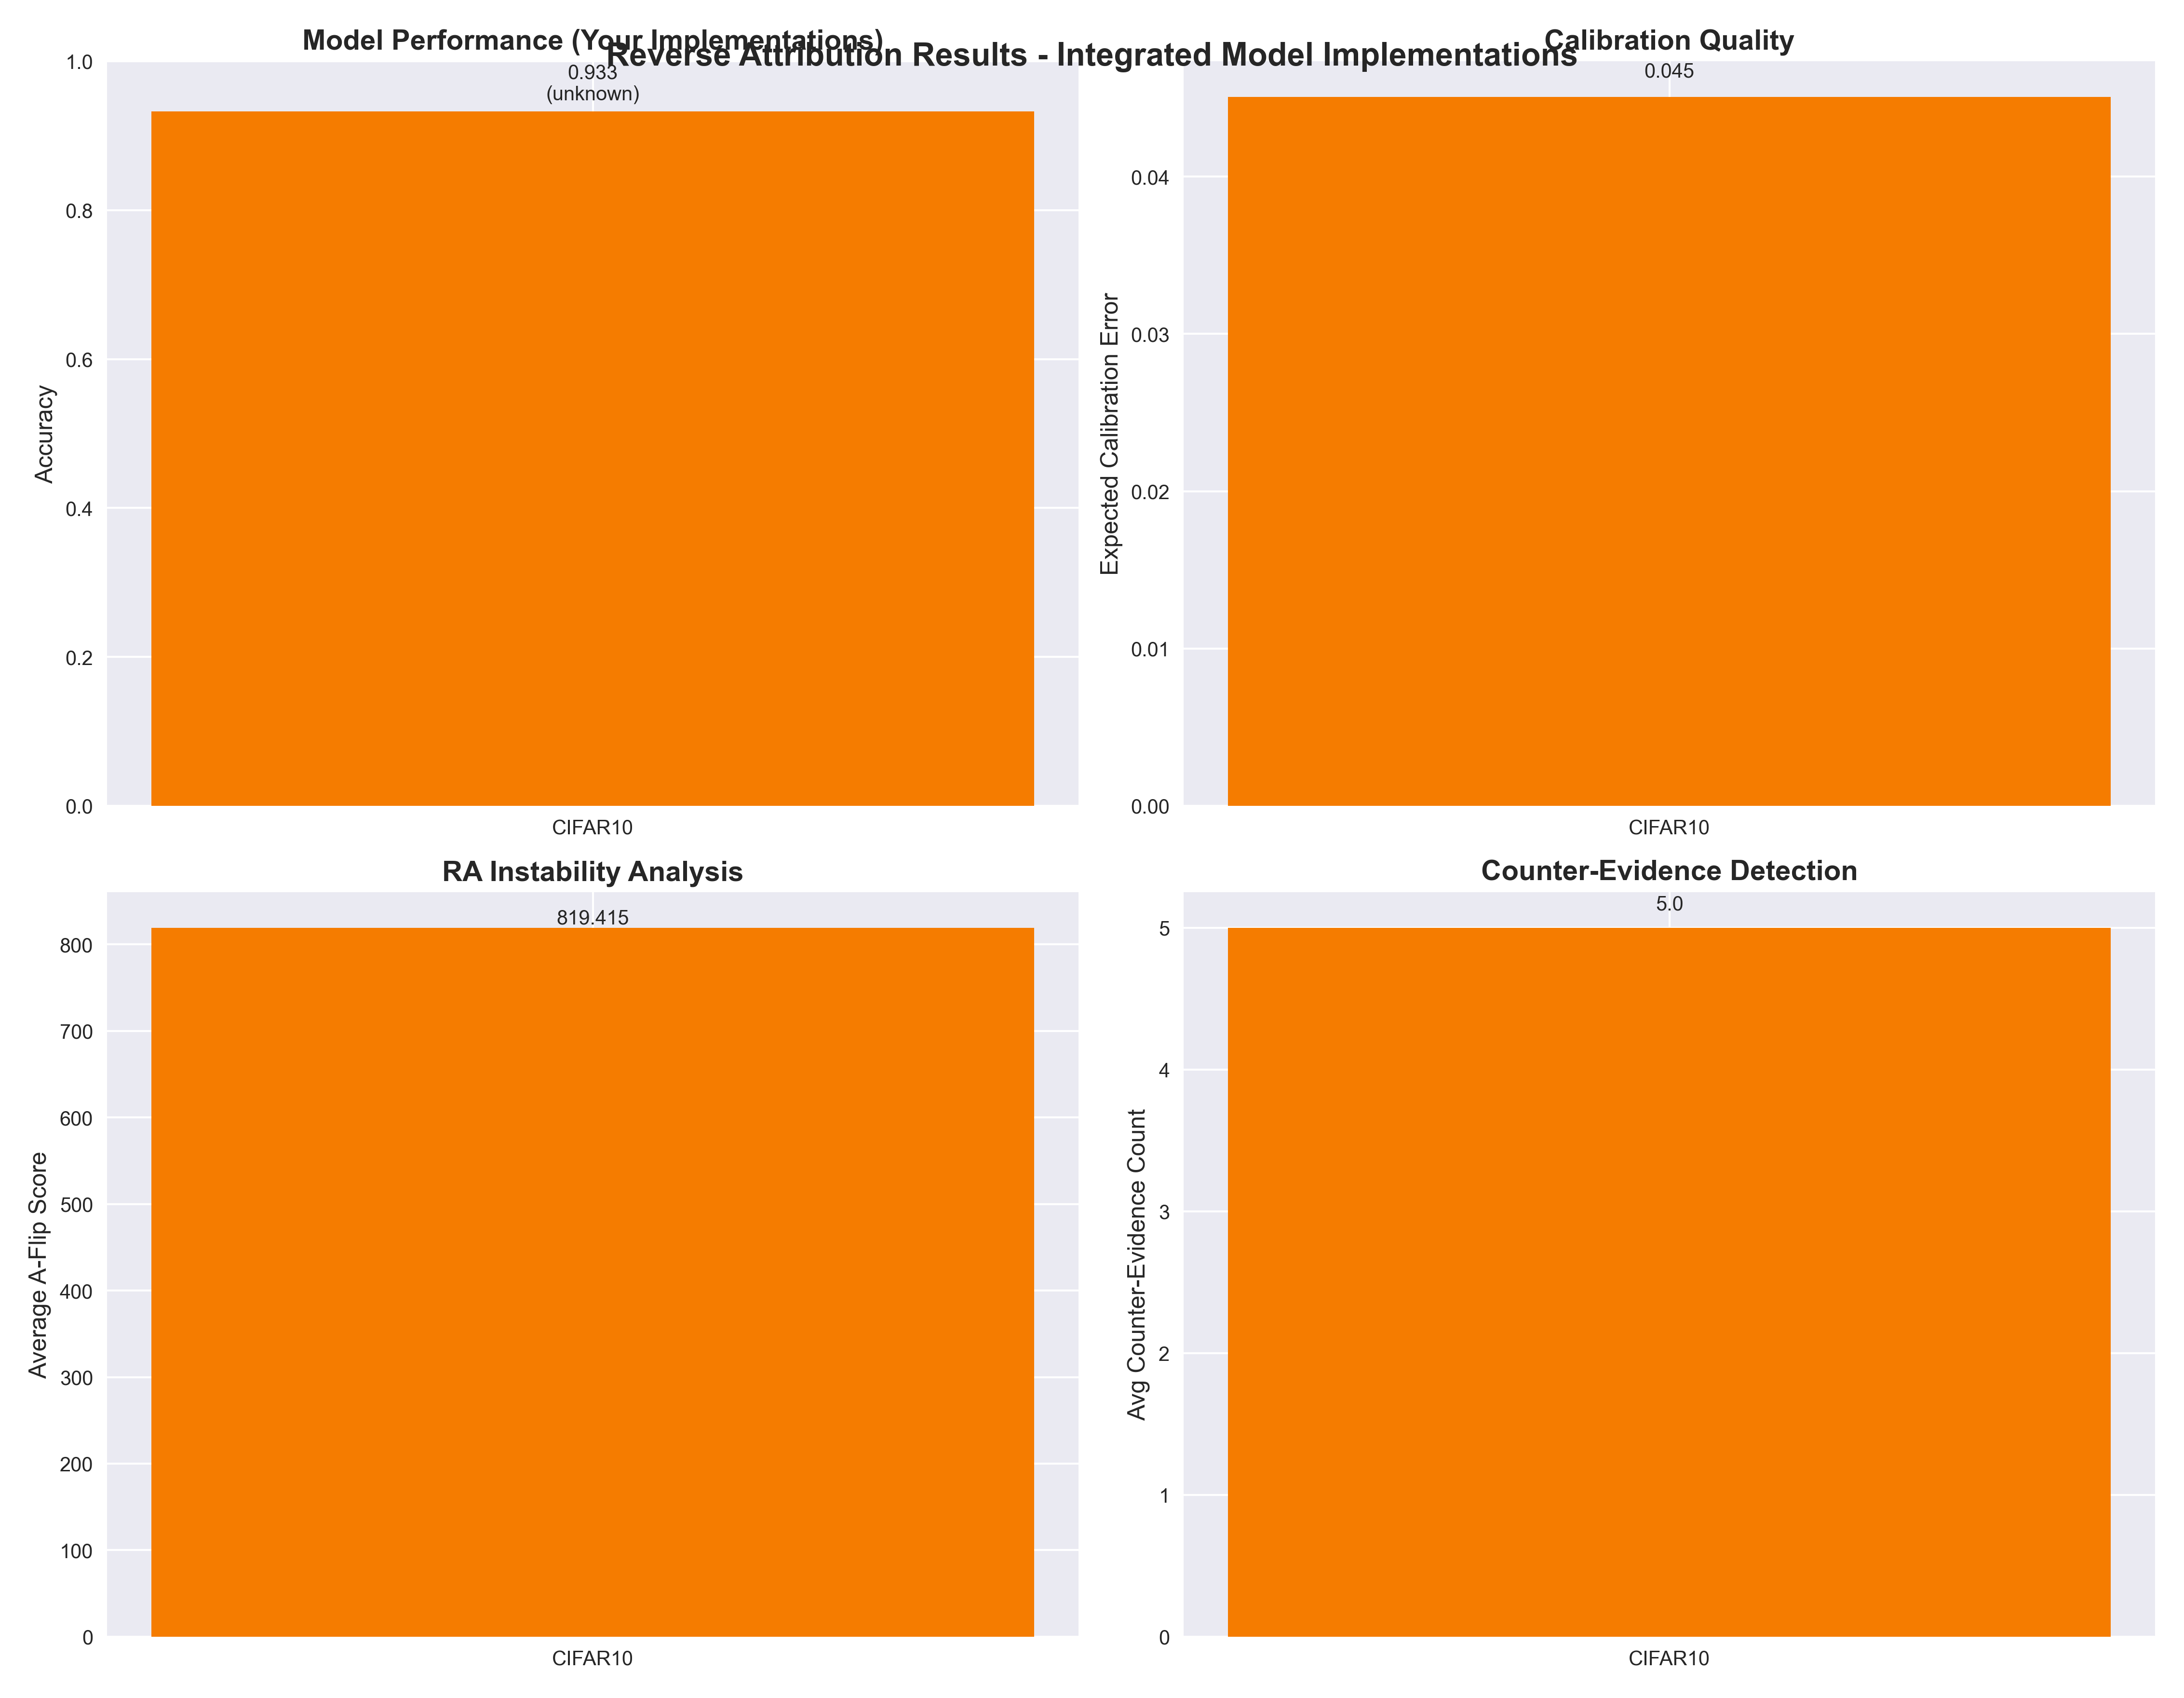 Reverse Attribution Results - Integrated Model Implementations
Model Performance (Your Implementations)
0.933
(unknown)
Accuracy
1.0
0.8
0.6
0.4
0.2
0.0
CIFAR10
Calibration Quality
0.045
Expected Calibration Error
0.04
0.03
0.02
0.01
0.00
CIFAR10
RA Instability Analysis
819.415
Average A-Flip Score
800
700
600
500
400
300
200
100
0
CIFAR10
Counter-Evidence Detection
5.0
Avg Counter-Evidence Count
5
4
3
2
1
0
CIFAR10